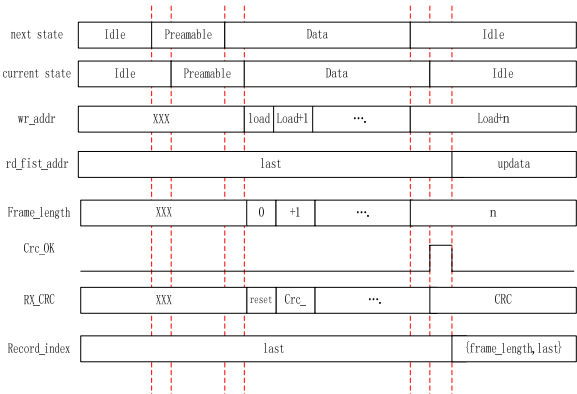 next state Idle Preamable Data Idle
current state Idle Preamable Data Idle
wr_addr XXX load Load+1 …. Load+n
rd_fist_addr last updata
Frame_length XXX 0 +1 …. n
Crc_OK
RX_CRC XXX reset Crc_ …. CRC
Record_index last {frame_length,last}